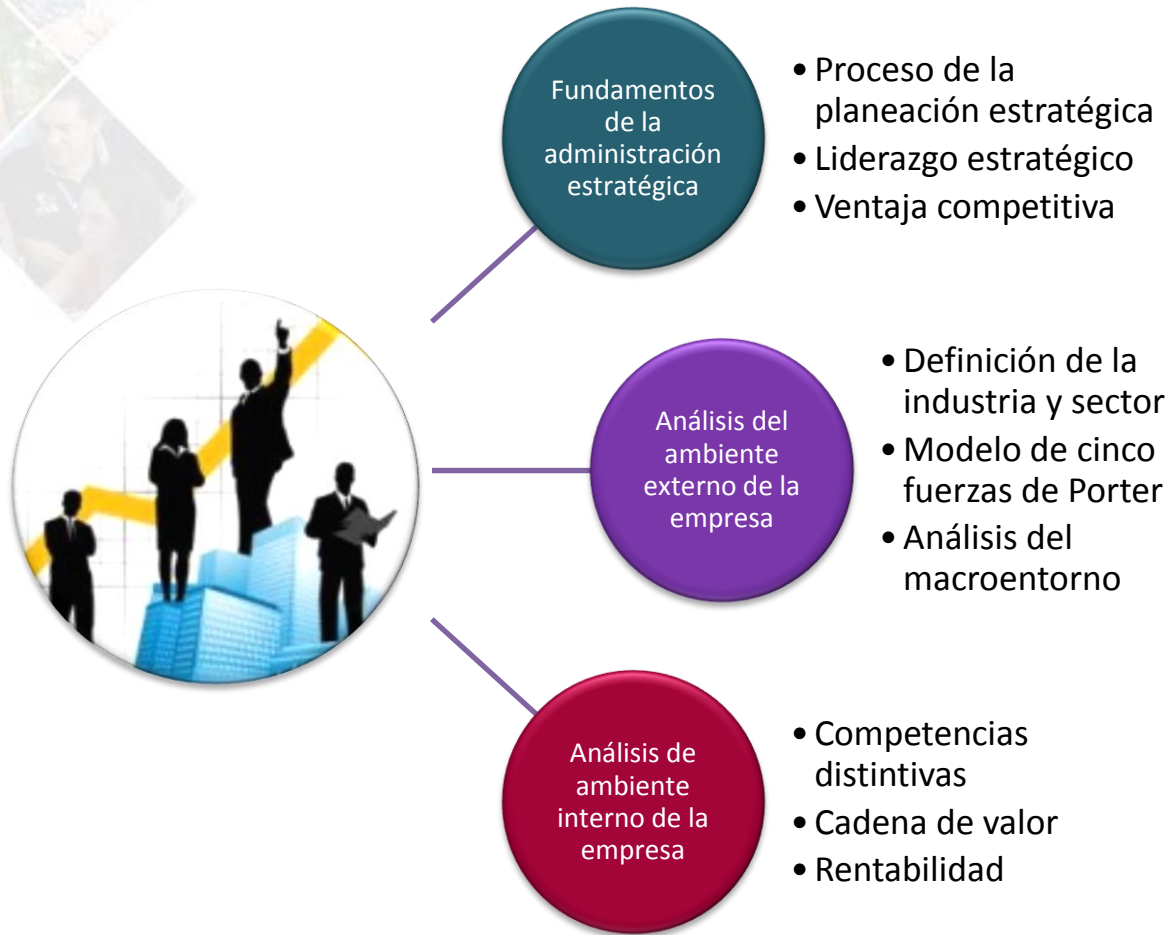 Fundamentos
de la
administración
estratégica
• Proceso de la
planeación estratégica
• Liderazgo estratégico
• Ventaja competitiva
Análisis del
ambiente
externo de la
empresa
• Definición de la
industria y sector
• Modelo de cinco
fuerzas de Porter
• Análisis del
macroentorno
Análisis de
ambiente
interno de la
empresa
• Competencias
distintivas
• Cadena de valor
• Rentabilidad